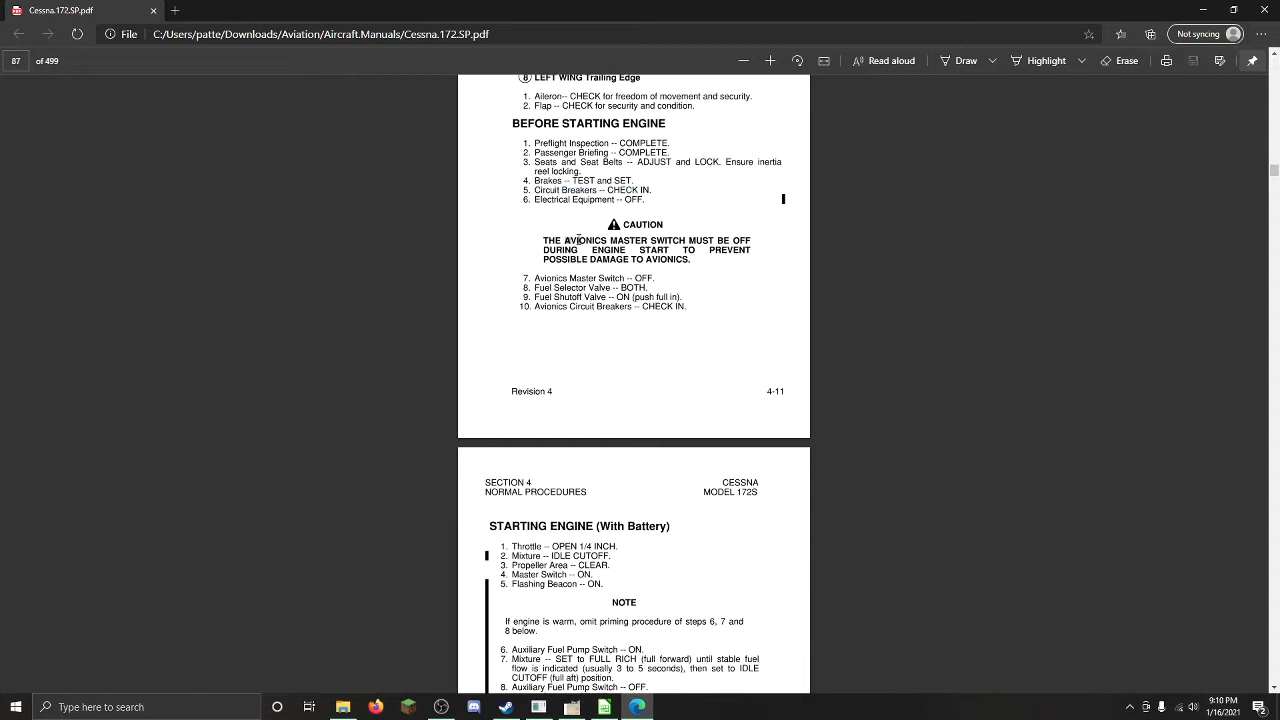 Cessna.172.SP.pdf
File
C:/Users/patte/Downloads/Aviation/Aircraft.Manuals/Cessna.172.SP.pdf
Not syncing
87 of 499
Read aloud
Draw
Highlight
Erase
8 LEFT WING Trailing Edge
1. Aileron-- CHECK for freedom of movement and security.
2. Flap -- CHECK for security and condition.
BEFORE STARTING ENGINE
1. Preflight Inspection -- COMPLETE.
2. Passenger Briefing -- COMPLETE.
3. Seats and Seat Belts -- ADJUST and LOCK. Ensure inertia
reel locking.
4. Brakes -- TEST and SET.
5. Circuit Breakers -- CHECK IN.
6. Electrical Equipment -- OFF.
CAUTION
THE AVIONICS MASTER SWITCH MUST BE OFF
DURING ENGINE START TO PREVENT
POSSIBLE DAMAGE TO AVIONICS.
7. Avionics Master Switch -- OFF.
8. Fuel Selector Valve -- BOTH.
9. Fuel Shutoff Valve -- ON (push full in).
10. Avionics Circuit Breakers -- CHECK IN.
Revision 4
4-11
SECTION 4
CESSNA
NORMAL PROCEDURES
MODEL 172S
STARTING ENGINE (With Battery)
1. Throttle -- OPEN 1/4 INCH.
2. Mixture -- IDLE CUTOFF.
3. Propeller Area -- CLEAR.
4. Master Switch -- ON.
5. Flashing Beacon -- ON.
NOTE
If engine is warm, omit priming procedure of steps 6, 7 and
8 below.
6. Auxiliary Fuel Pump Switch -- ON.
7. Mixture -- SET to FULL RICH (full forward) until stable fuel
flow is indicated (usually 3 to 5 seconds), then set to IDLE
CUTOFF (full aft) position.
8. Auxiliary Fuel Pump Switch -- OFF.
Type here to search
9:10 PM
1/16/2021